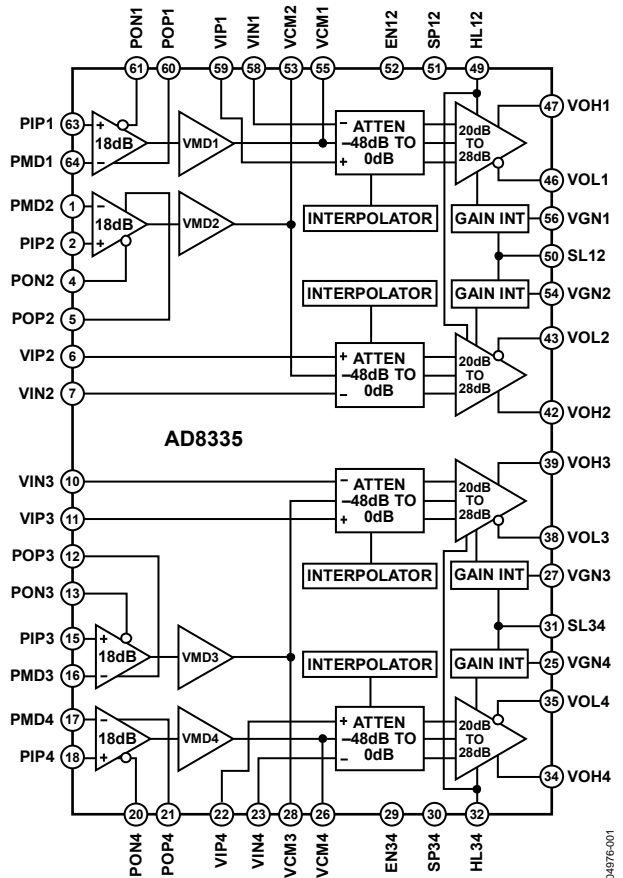 PON1
POP1
VIP1
VIN1
VCM2
VCM1
EN12
SP12
HL12
61 60 59 58 53 55 52 51 49
PIP1 63 + 18dB VMD1
PMD1 64 −
− ATTEN
−48dB TO
+ 0dB
20dB
TO
28dB
47 VOH1
46 VOL1
PMD2 1 − 18dB VMD2
PIP2 2 +
INTERPOLATOR
GAIN INT 56 VGN1
50 SL12
PON2 4
POP2 5
INTERPOLATOR
GAIN INT 54 VGN2
VIP2 6
VIN2 7
+ ATTEN
−48dB TO
− 0dB
20dB
TO
28dB
43 VOL2
42 VOH2
AD8335
VIN3 10
VIP3 11
− ATTEN
−48dB TO
+ 0dB
20dB
TO
28dB
39 VOH3
38 VOL3
POP3 12
PON3 13
INTERPOLATOR
GAIN INT 27 VGN3
31 SL34
PIP3 15 + 18dB VMD3
PMD3 16 −
INTERPOLATOR
GAIN INT 25 VGN4
PMD4 17 − 18dB VMD4
PIP4 18 +
+ ATTEN
−48dB TO
− 0dB
20dB
TO
28dB
35 VOL4
34 VOH4
20 21 22 23 28 26 29 30 32
PON4
POP4
VIP4
VIN4
VCM3
VCM4
EN34
SP34
HL34
04976-001